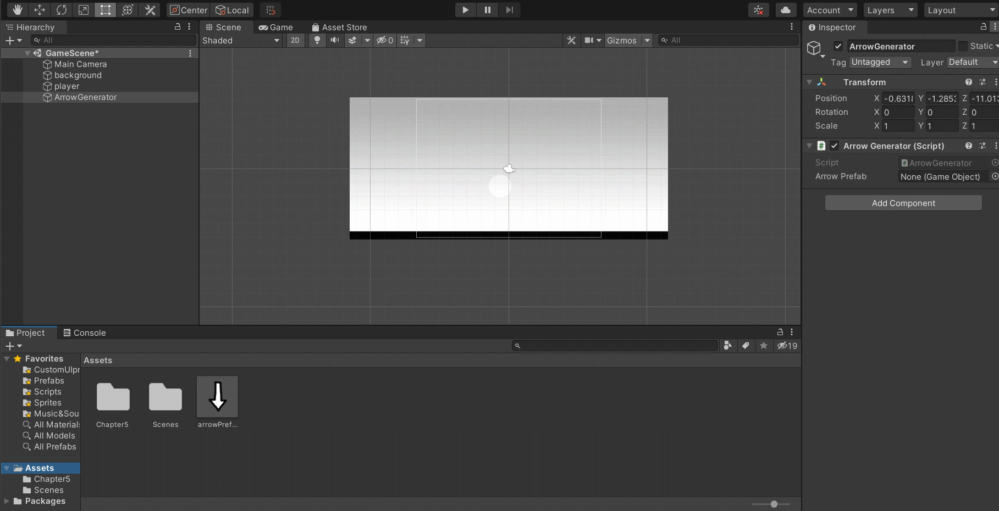 Center Local Account Layers Layout
Hierarchy
All
GameScene*
Main Camera
background
player
ArrowGenerator
Scene Game Asset Store
Shaded 2D 0 Gizmos All
Inspector
ArrowGenerator Static
Tag Untagged Layer Default
Transform
Position X -0.631 Y -1.285 Z -11.01
Rotation X 0 Y 0 Z 0
Scale X 1 Y 1 Z 1
Arrow Generator (Script)
Script ArrowGenerator
Arrow Prefab None (Game Object)
Add Component
Project Console
19
Favorites
CustomUIpr
Prefabs
Scripts
Sprites
Music&Sou
All Materials
All Models
All Prefabs
Assets
Chapter5
Scenes
Packages
Assets
Chapter5 Scenes arrowPref...